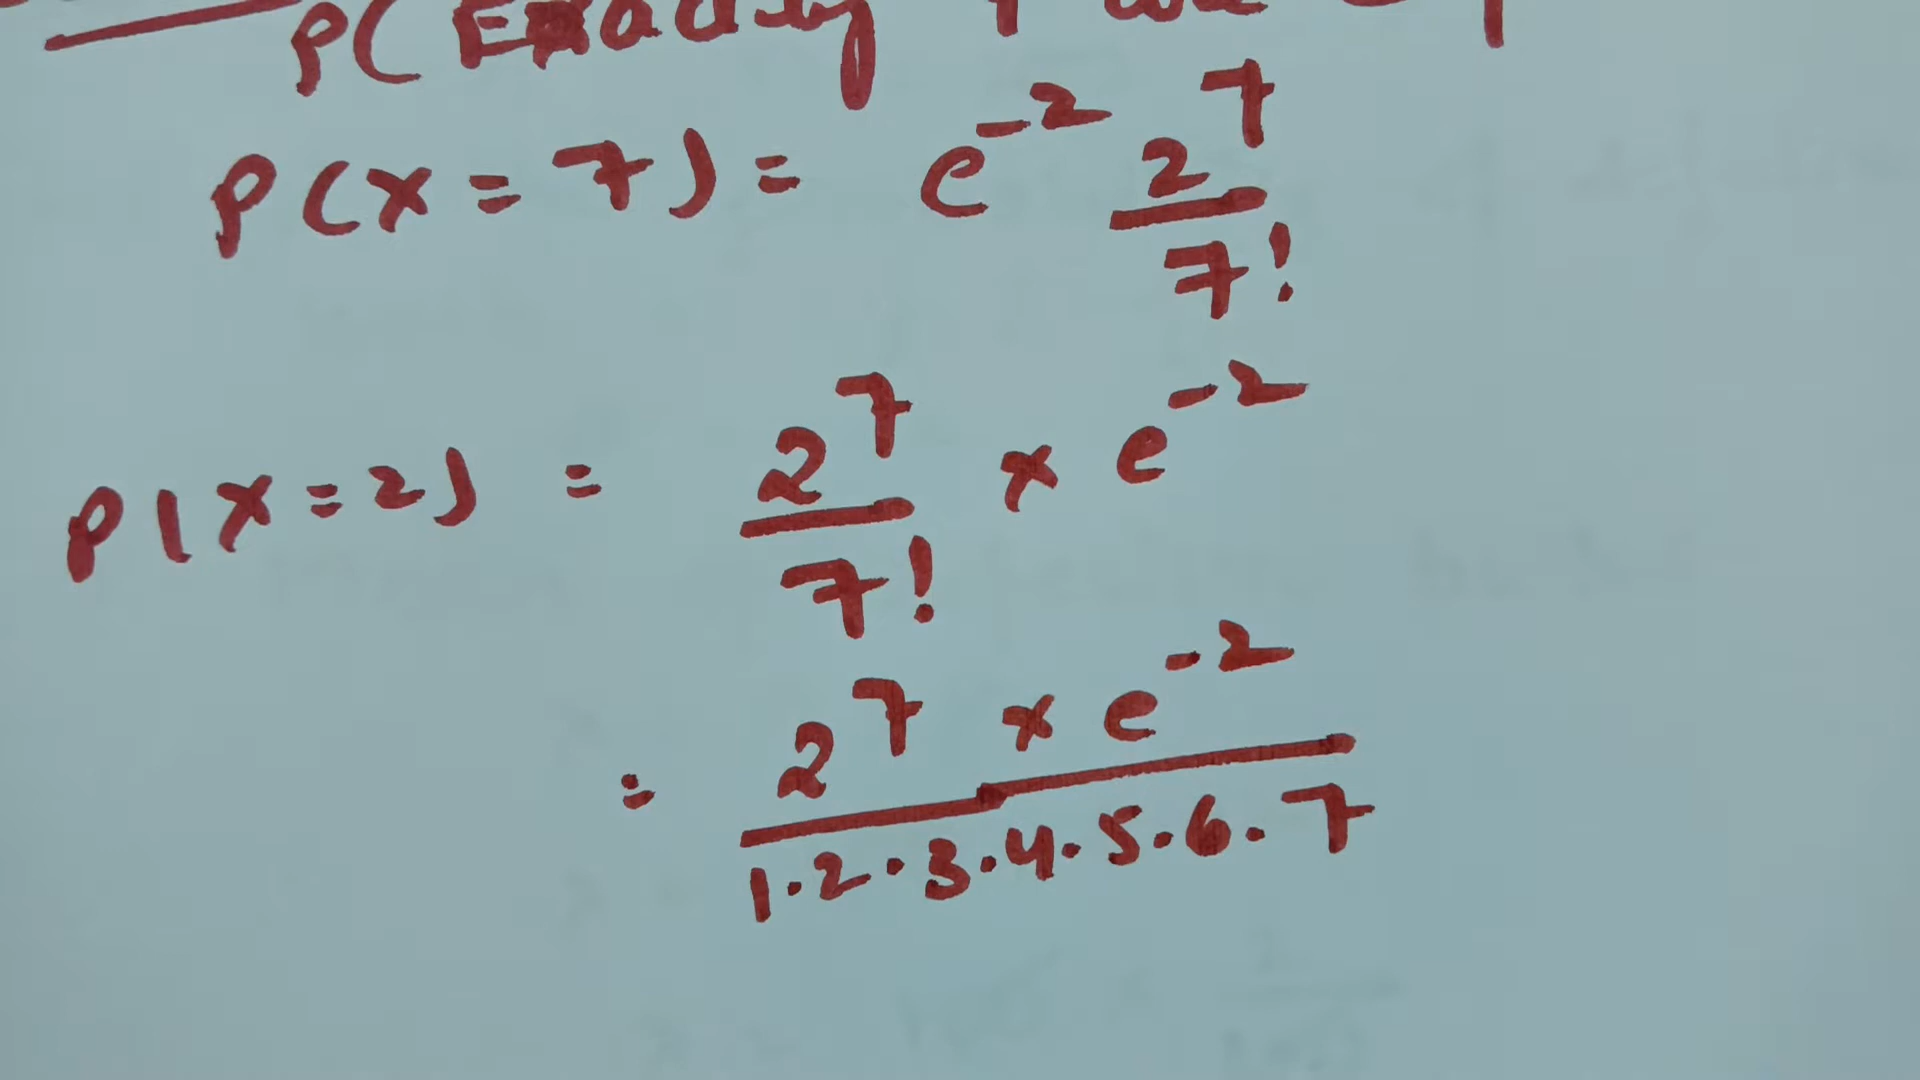 P( Exactly
P(x = 7) = e^-2 2^7/7!
P(X = 2) = 2^7/7! x e^-2
= 2^7 x e^-2 / 1.2.3.4.5.6.7